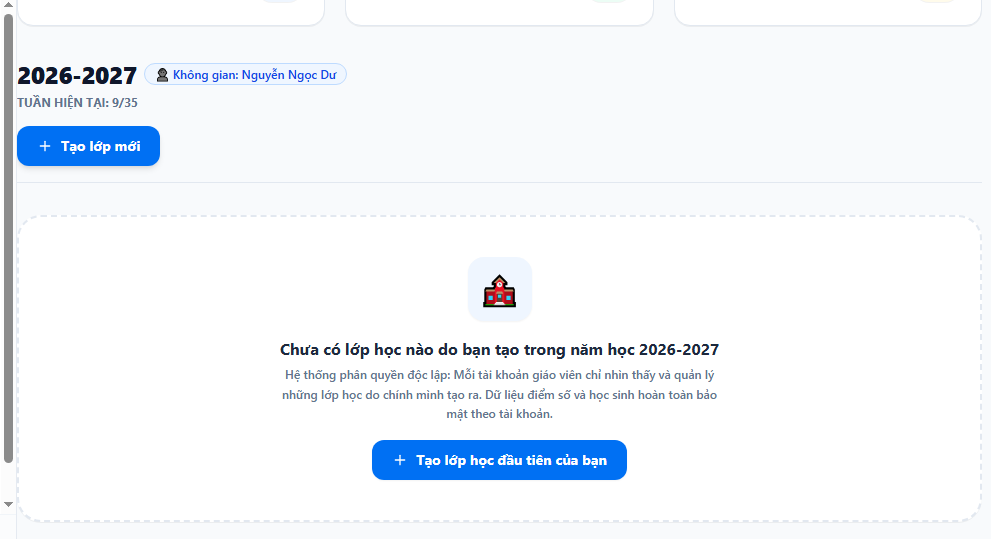 2026-2027 Không gian: Nguyễn Ngọc Dư
TUẦN HIỆN TẠI: 9/35
+ Tạo lớp mới
Chưa có lớp học nào do bạn tạo trong năm học 2026-2027
Hệ thống phân quyền độc lập: Mỗi tài khoản giáo viên chỉ nhìn thấy và quản lý
những lớp học do chính mình tạo ra. Dữ liệu điểm số và học sinh hoàn toàn bảo
mật theo tài khoản.
+ Tạo lớp học đầu tiên của bạn